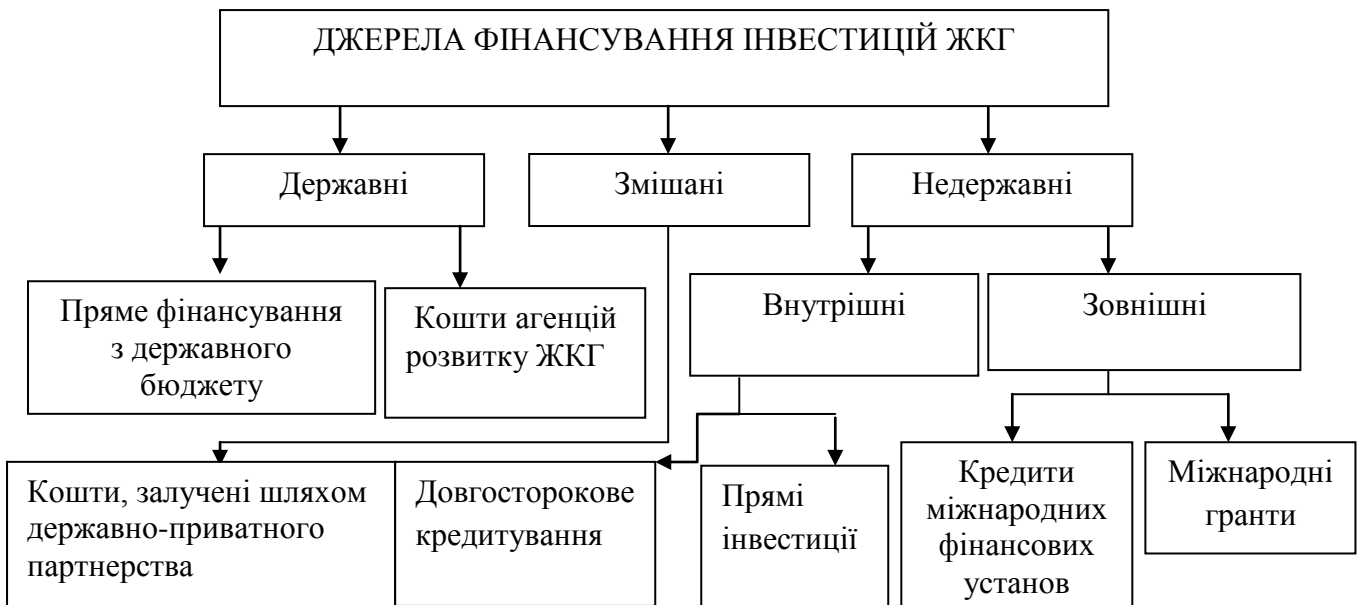 ДЖЕРЕЛА ФІНАНСУВАННЯ ІНВЕСТИЦІЙ ЖКГ
Державні
Змішані
Недержавні
Пряме фінансування
з державного
бюджету
Кошти агенцій
розвитку ЖКГ
Внутрішні
Зовнішні
Кошти, залучені шляхом
державно-приватного
партнерства
Довгосторокове
кредитування
Прямі
інвестиції
Кредити
міжнародних
фінансових
установ
Міжнародні
гранти